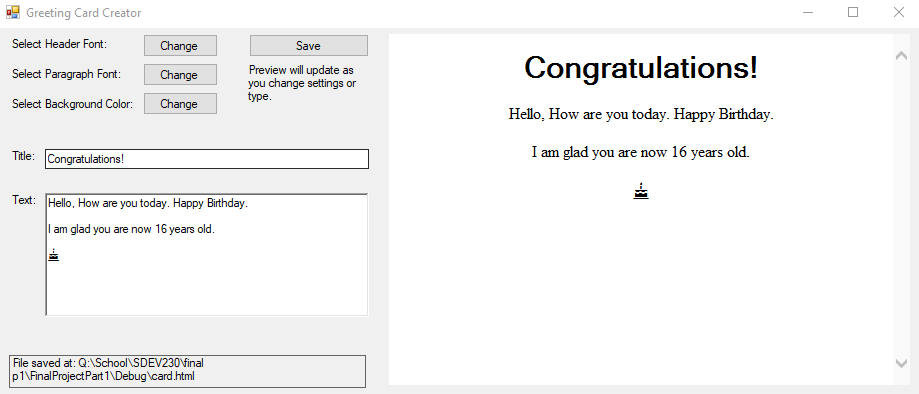 Greeting Card Creator
Select Header Font:
Change
Save
Select Paragraph Font:
Change
Preview will update as
you change settings or
type.
Select Background Color:
Change
Title:
Congratulations!
Text:
Hello, How are you today. Happy Birthday.
I am glad you are now 16 years old.
🎂
File saved at: Q:\School\SDEV230\final
p1\FinalProjectPart1\Debug\card.html
Congratulations!
Hello, How are you today. Happy Birthday.
I am glad you are now 16 years old.
🎂